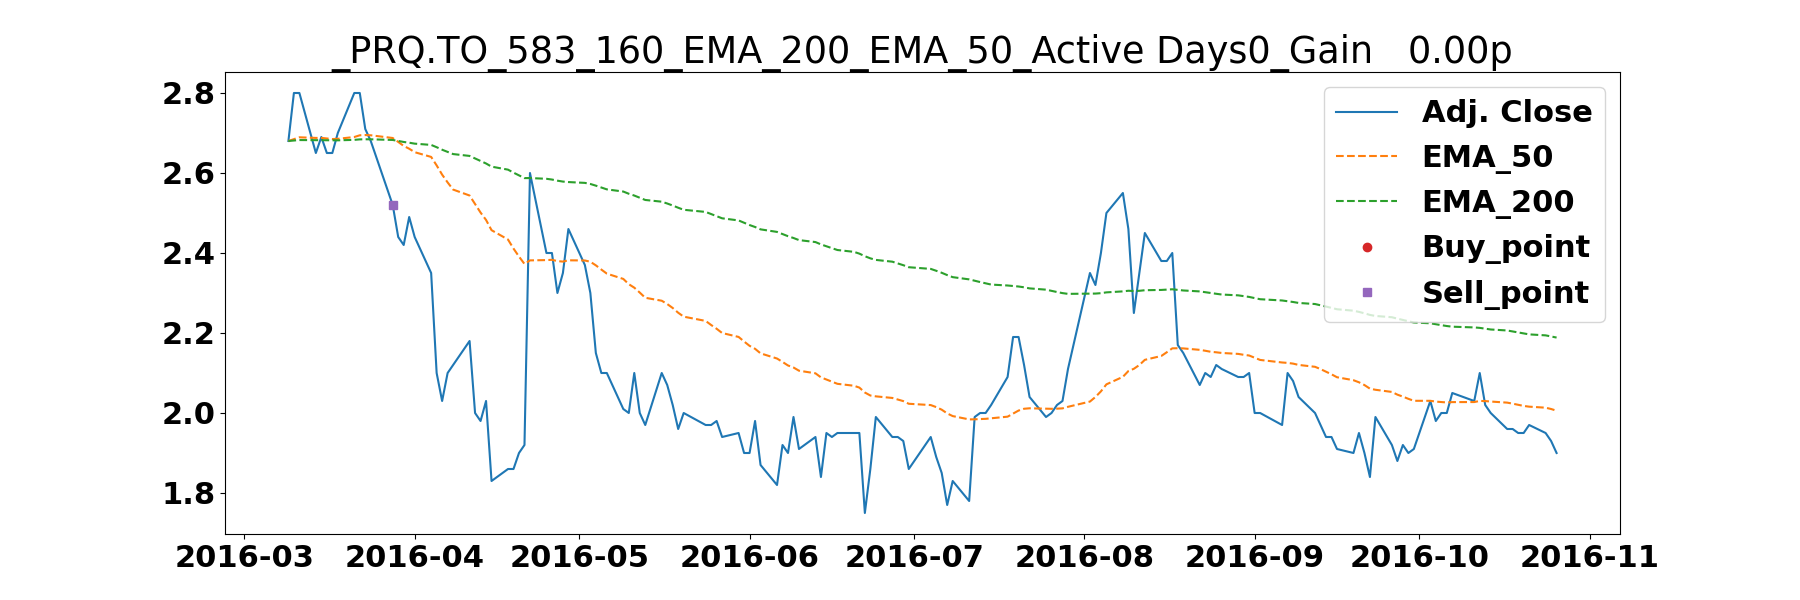 _PRQ.TO_583_160_EMA_200_EMA_50_Active Days0_Gain   0.00p
Adj. Close
EMA_50
EMA_200
Buy_point
Sell_point
2.8
2.6
2.4
2.2
2.0
1.8
2016-03 2016-04 2016-05 2016-06 2016-07 2016-08 2016-09 2016-10 2016-11